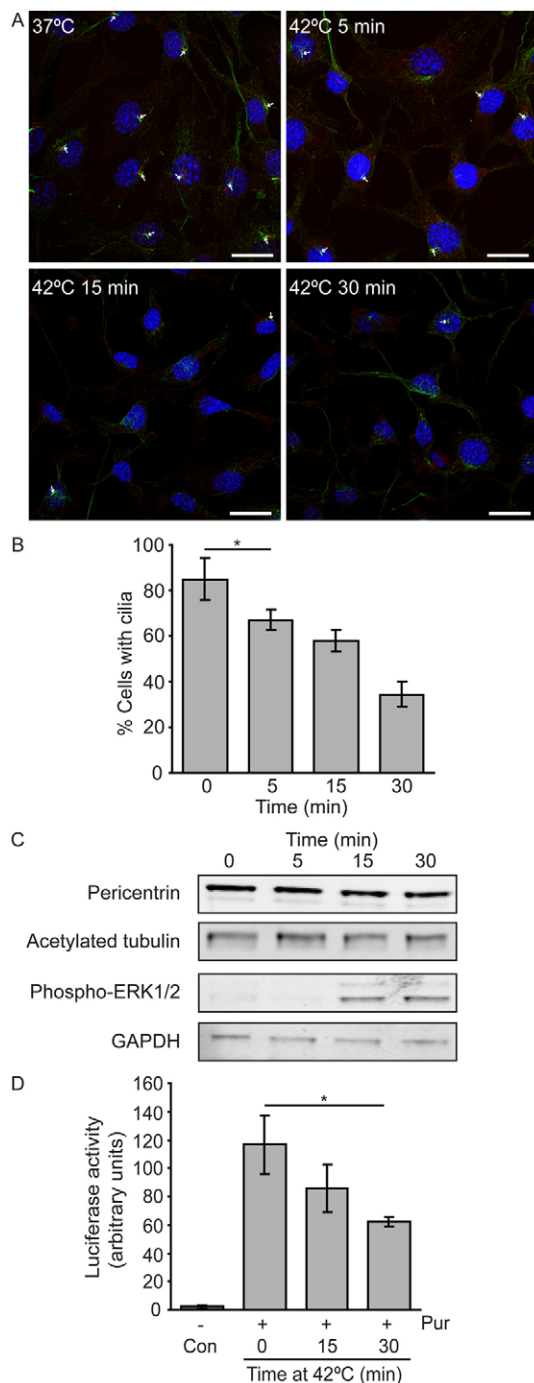 A
37ºC
42ºC 5 min
42ºC 15 min
42ºC 30 min
B
% Cells with cilia
100
80
60
40
20
0
*
0 5 15 30
Time (min)
C
Time (min)
0 5 15 30
Pericentrin
Acetylated tubulin
Phospho-ERK1/2
GAPDH
D
Luciferase activity
(arbitrary units)
160
140
120
100
80
60
40
20
0
*
- + + + Pur
Con 0 15 30
Time at 42ºC (min)